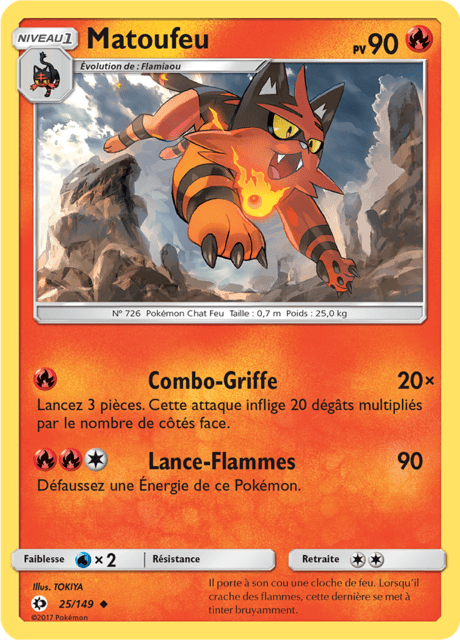 NIVEAU 1
Matoufeu
PV 90
Évolution de : Flamiaou
N° 726 Pokémon Chat Feu Taille : 0,7 m Poids : 25,0 kg
Combo-Griffe 20×
Lancez 3 pièces. Cette attaque inflige 20 dégâts multipliés
par le nombre de côtés face.
Lance-Flammes 90
Défaussez une Énergie de ce Pokémon.
Faiblesse ×2 Résistance Retraite
Illus. TOKIYA
25/149
©2017 Pokémon
Il porte à son cou une cloche de feu. Lorsqu'il
crache des flammes, cette dernière se met à
tinter bruyamment.